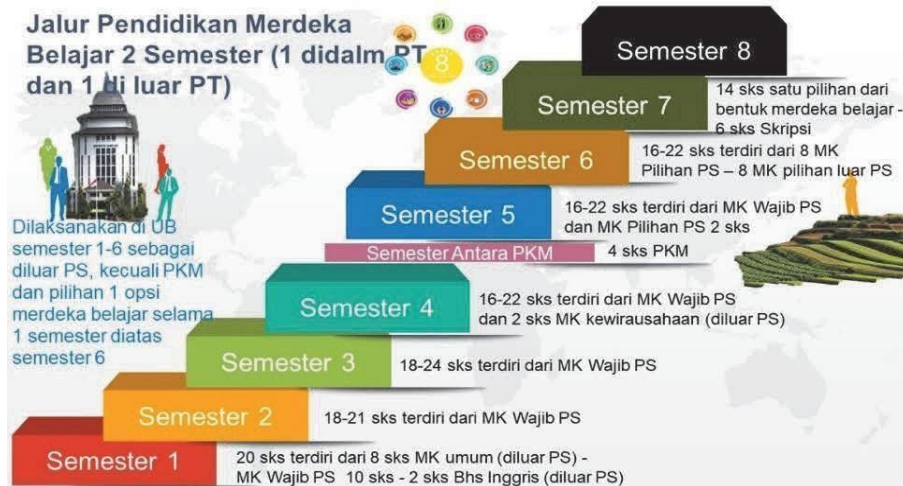 Jalur Pendidikan Merdeka
Belajar 2 Semester (1 didalm PT
dan 1 di luar PT)
8
Dilaksanakan di UB
semester 1-6 sebagai
diluar PS, kecuali PKM
dan pilihan 1 opsi
merdeka belajar selama
1 semester diatas
semester 6
Semester 8
Semester 7
14 sks satu pilihan dari
bentuk merdeka belajar -
6 sks Skripsi
Semester 6
16-22 sks terdiri dari 8 MK
Pilihan PS – 8 MK pilihan luar PS
Semester 5
16-22 sks terdiri dari MK Wajib PS
dan MK Pilihan PS 2 sks
Semester Antara PKM
4 sks PKM
Semester 4
16-22 sks terdiri dari MK Wajib PS
dan 2 sks MK kewirausahaan (diluar PS)
Semester 3
18-24 sks terdiri dari MK Wajib PS
Semester 2
18-21 sks terdiri dari MK Wajib PS
Semester 1
20 sks terdiri dari 8 sks MK umum (diluar PS) -
MK Wajib PS 10 sks - 2 sks Bhs Inggris (diluar PS)